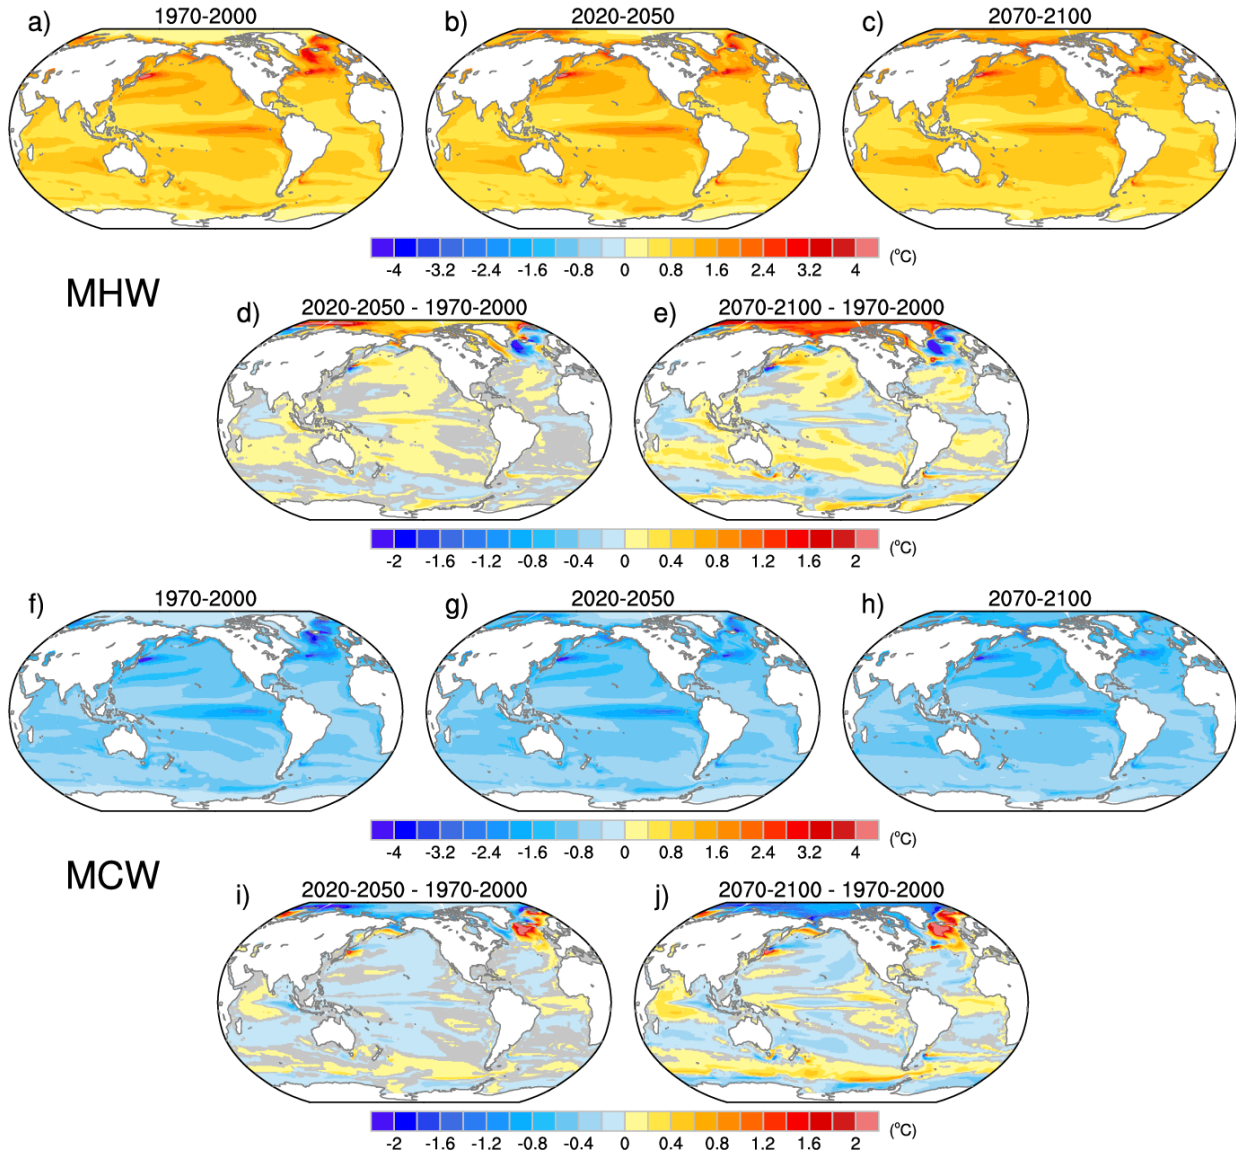 a) 1970-2000
b) 2020-2050
c) 2070-2100
-4 -3.2 -2.4 -1.6 -0.8 0 0.8 1.6 2.4 3.2 4 (°C)
MHW
d) 2020-2050 - 1970-2000
e) 2070-2100 - 1970-2000
-2 -1.6 -1.2 -0.8 -0.4 0 0.4 0.8 1.2 1.6 2 (°C)
f) 1970-2000
g) 2020-2050
h) 2070-2100
-4 -3.2 -2.4 -1.6 -0.8 0 0.8 1.6 2.4 3.2 4 (°C)
MCW
i) 2020-2050 - 1970-2000
j) 2070-2100 - 1970-2000
-2 -1.6 -1.2 -0.8 -0.4 0 0.4 0.8 1.2 1.6 2 (°C)